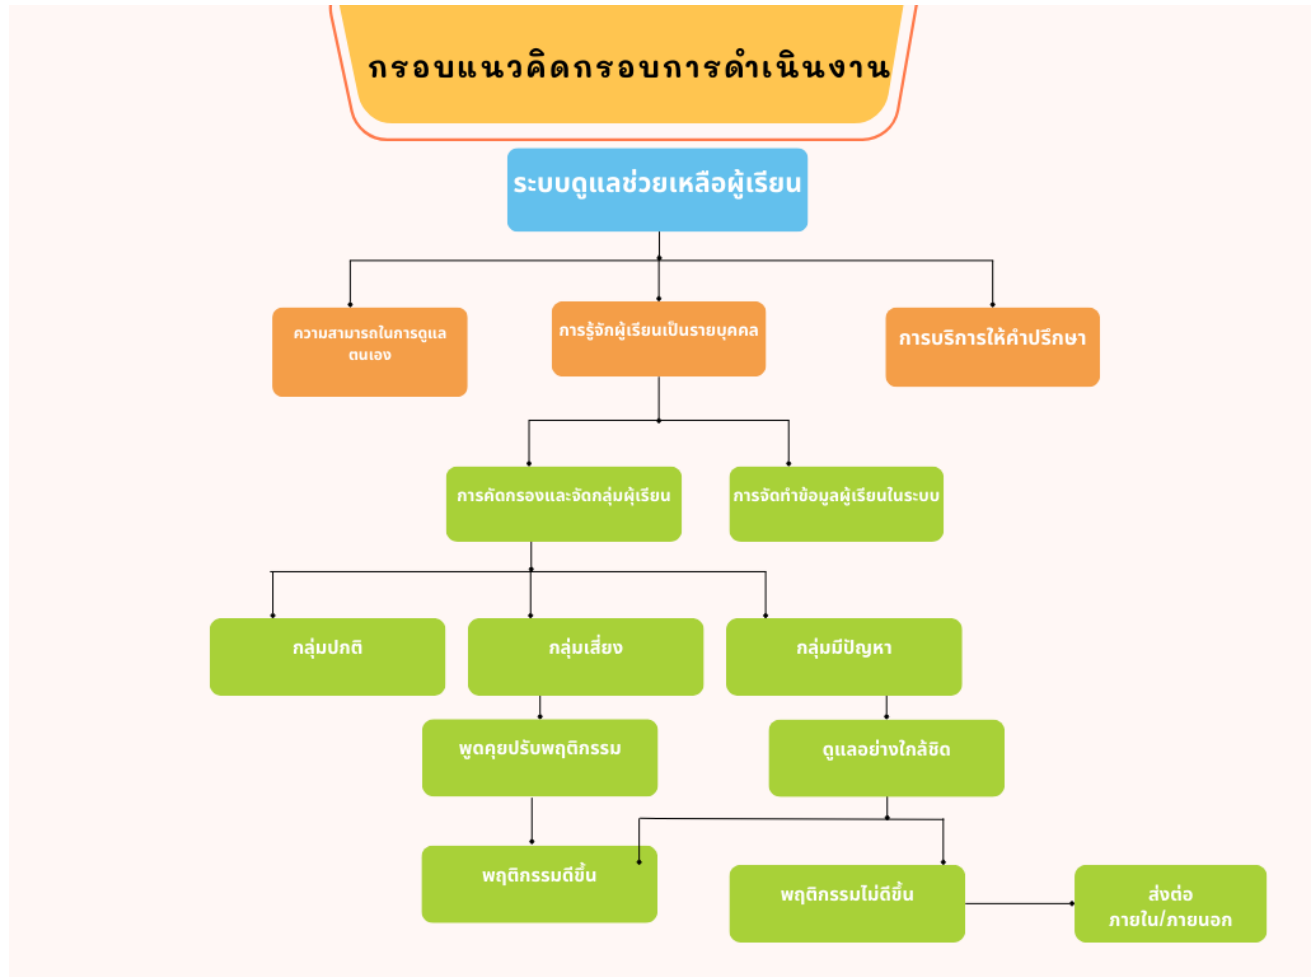 กรอบแนวคิดกรอบการดำเนินงาน
ระบบดูแลช่วยเหลือผู้เรียน
ความสามารถในการดูแล
ตนเอง
การรู้จักผู้เรียนเป็นรายบุคคล
การบริการให้คำปรึกษา
การคัดกรองและจัดกลุ่มผุ้เรียน
การจัดทำข้อมูลผู้เรียนในระบบ
กลุ่มปกติ
กลุ่มเสี่ยง
กลุ่มมีปัญหา
พูดคุยปรับพฤติกรรม
ดูแลอย่างใกล้ชิด
พฤติกรรมดีขึ้น
พฤติกรรมไม่ดีขึ้น
ส่งต่อ
ภายใน/ภายนอก